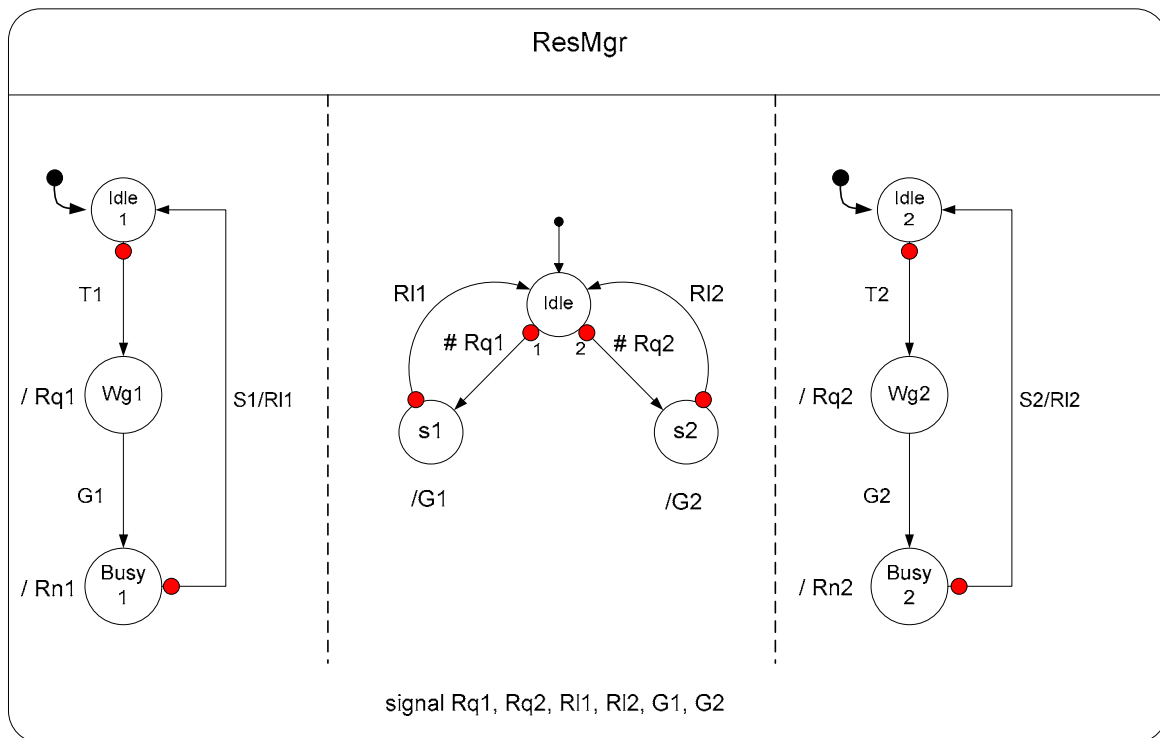 ResMgr
Idle
1
T1
/ Rq1
Wg1
S1/Rl1
G1
/ Rn1
Busy
1
Idle
Rl1
Rl2
# Rq1
1
2
# Rq2
s1
s2
/G1
/G2
Idle
2
T2
/ Rq2
Wg2
S2/Rl2
G2
/ Rn2
Busy
2
signal Rq1, Rq2, Rl1, Rl2, G1, G2